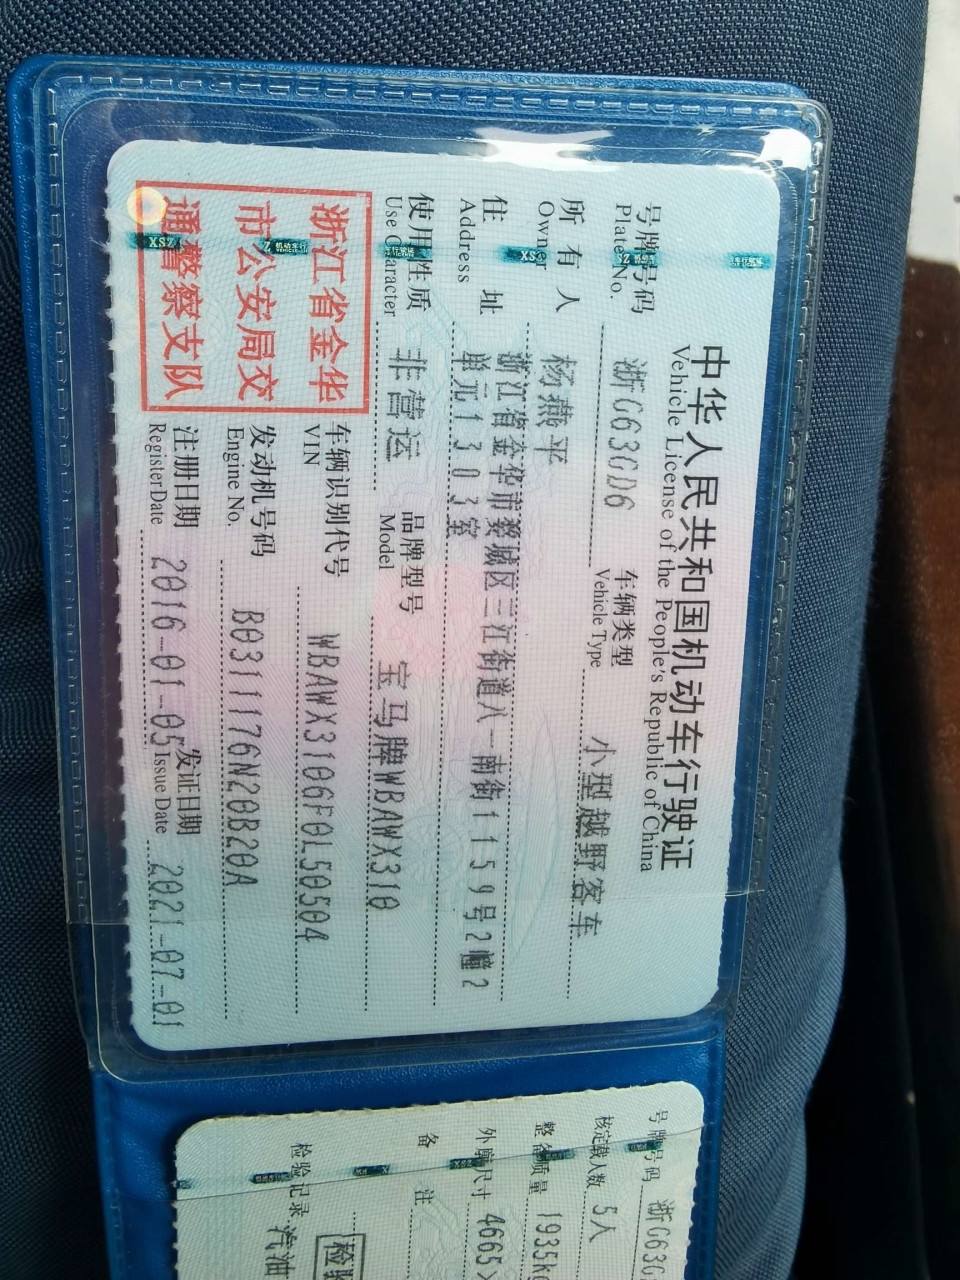 中华人民共和国机动车行驶证
Vehicle License of the People's Republic of China
号牌号码 浙G63GD6 车辆类型 小型越野客车
Plate No. Vehicle Type
所有人 杨燕平
Owner
住址 浙江省金华市婺城区三江街道八一南街1159号2幢2
Address 单元1303室
使用性质 非营运 品牌型号 宝马牌WBAWX310
Use Character Model
浙江省金华
市公安局交
通警察支队
车辆识别代号 WBAWX3106F0L50504
VIN
发动机号码 B0311176N20B20A
Engine No.
注册日期 2016-01-05 发证日期 2021-07-01
Register Date Issue Date
号牌号码 浙G63G
核定载人数 5人
整备质量 1935kg
外廓尺寸 4665×
备注
检验记录 汽油
检验